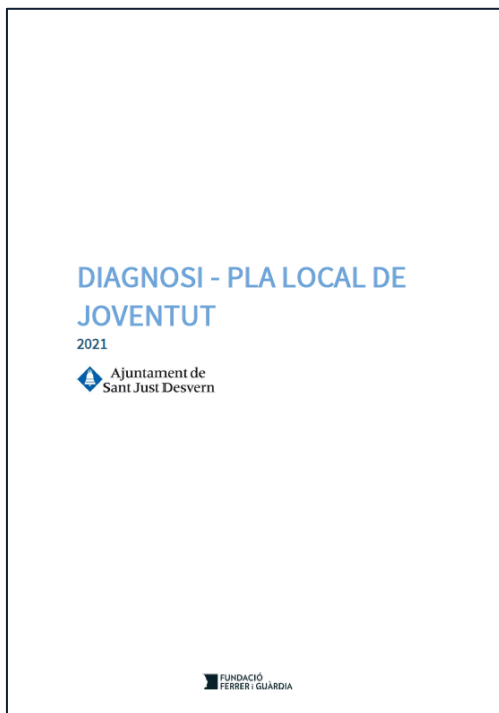 DIAGNOSI - PLA LOCAL DE
JOVENTUT
2021
Ajuntament de
Sant Just Desvern
FUNDACIÓ
FERRER i GUÀRDIA